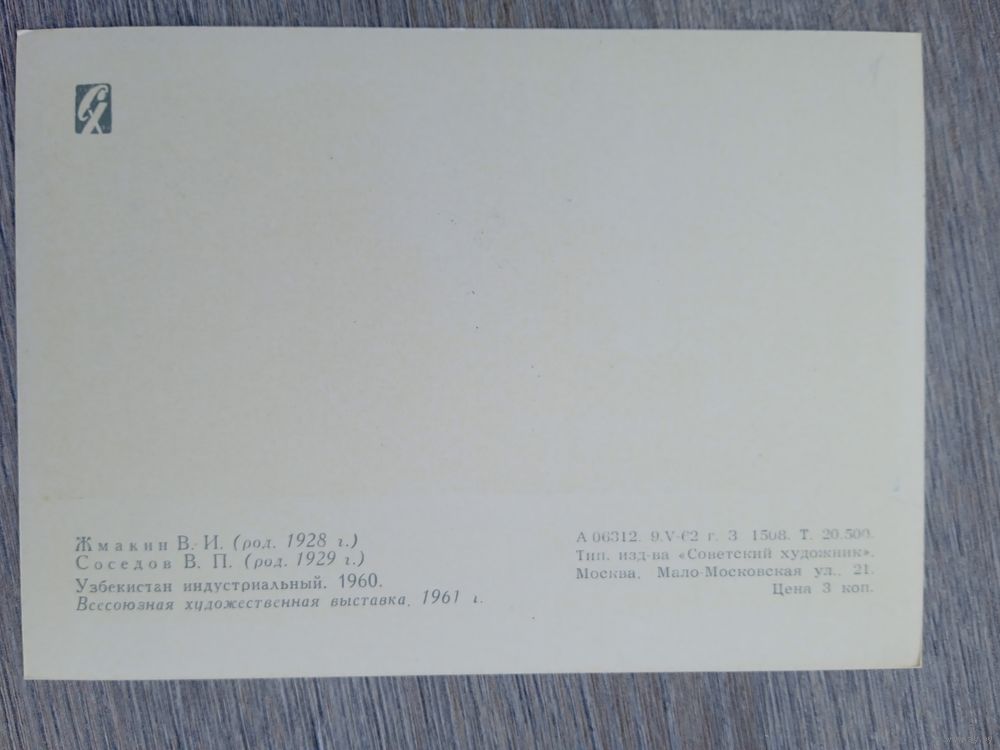 СХ
Жмакин В. И. (род. 1928 г.)
Соседов В. П. (род. 1929 г.)
Узбекистан индустриальный. 1960.
Всесоюзная художественная выставка, 1961 г.
А 06312. 9.V-62 г. З. 1508. Т. 20.500.
Тип. изд-ва «Советский художник».
Москва, Мало-Московская ул., 21.
Цена 3 коп.